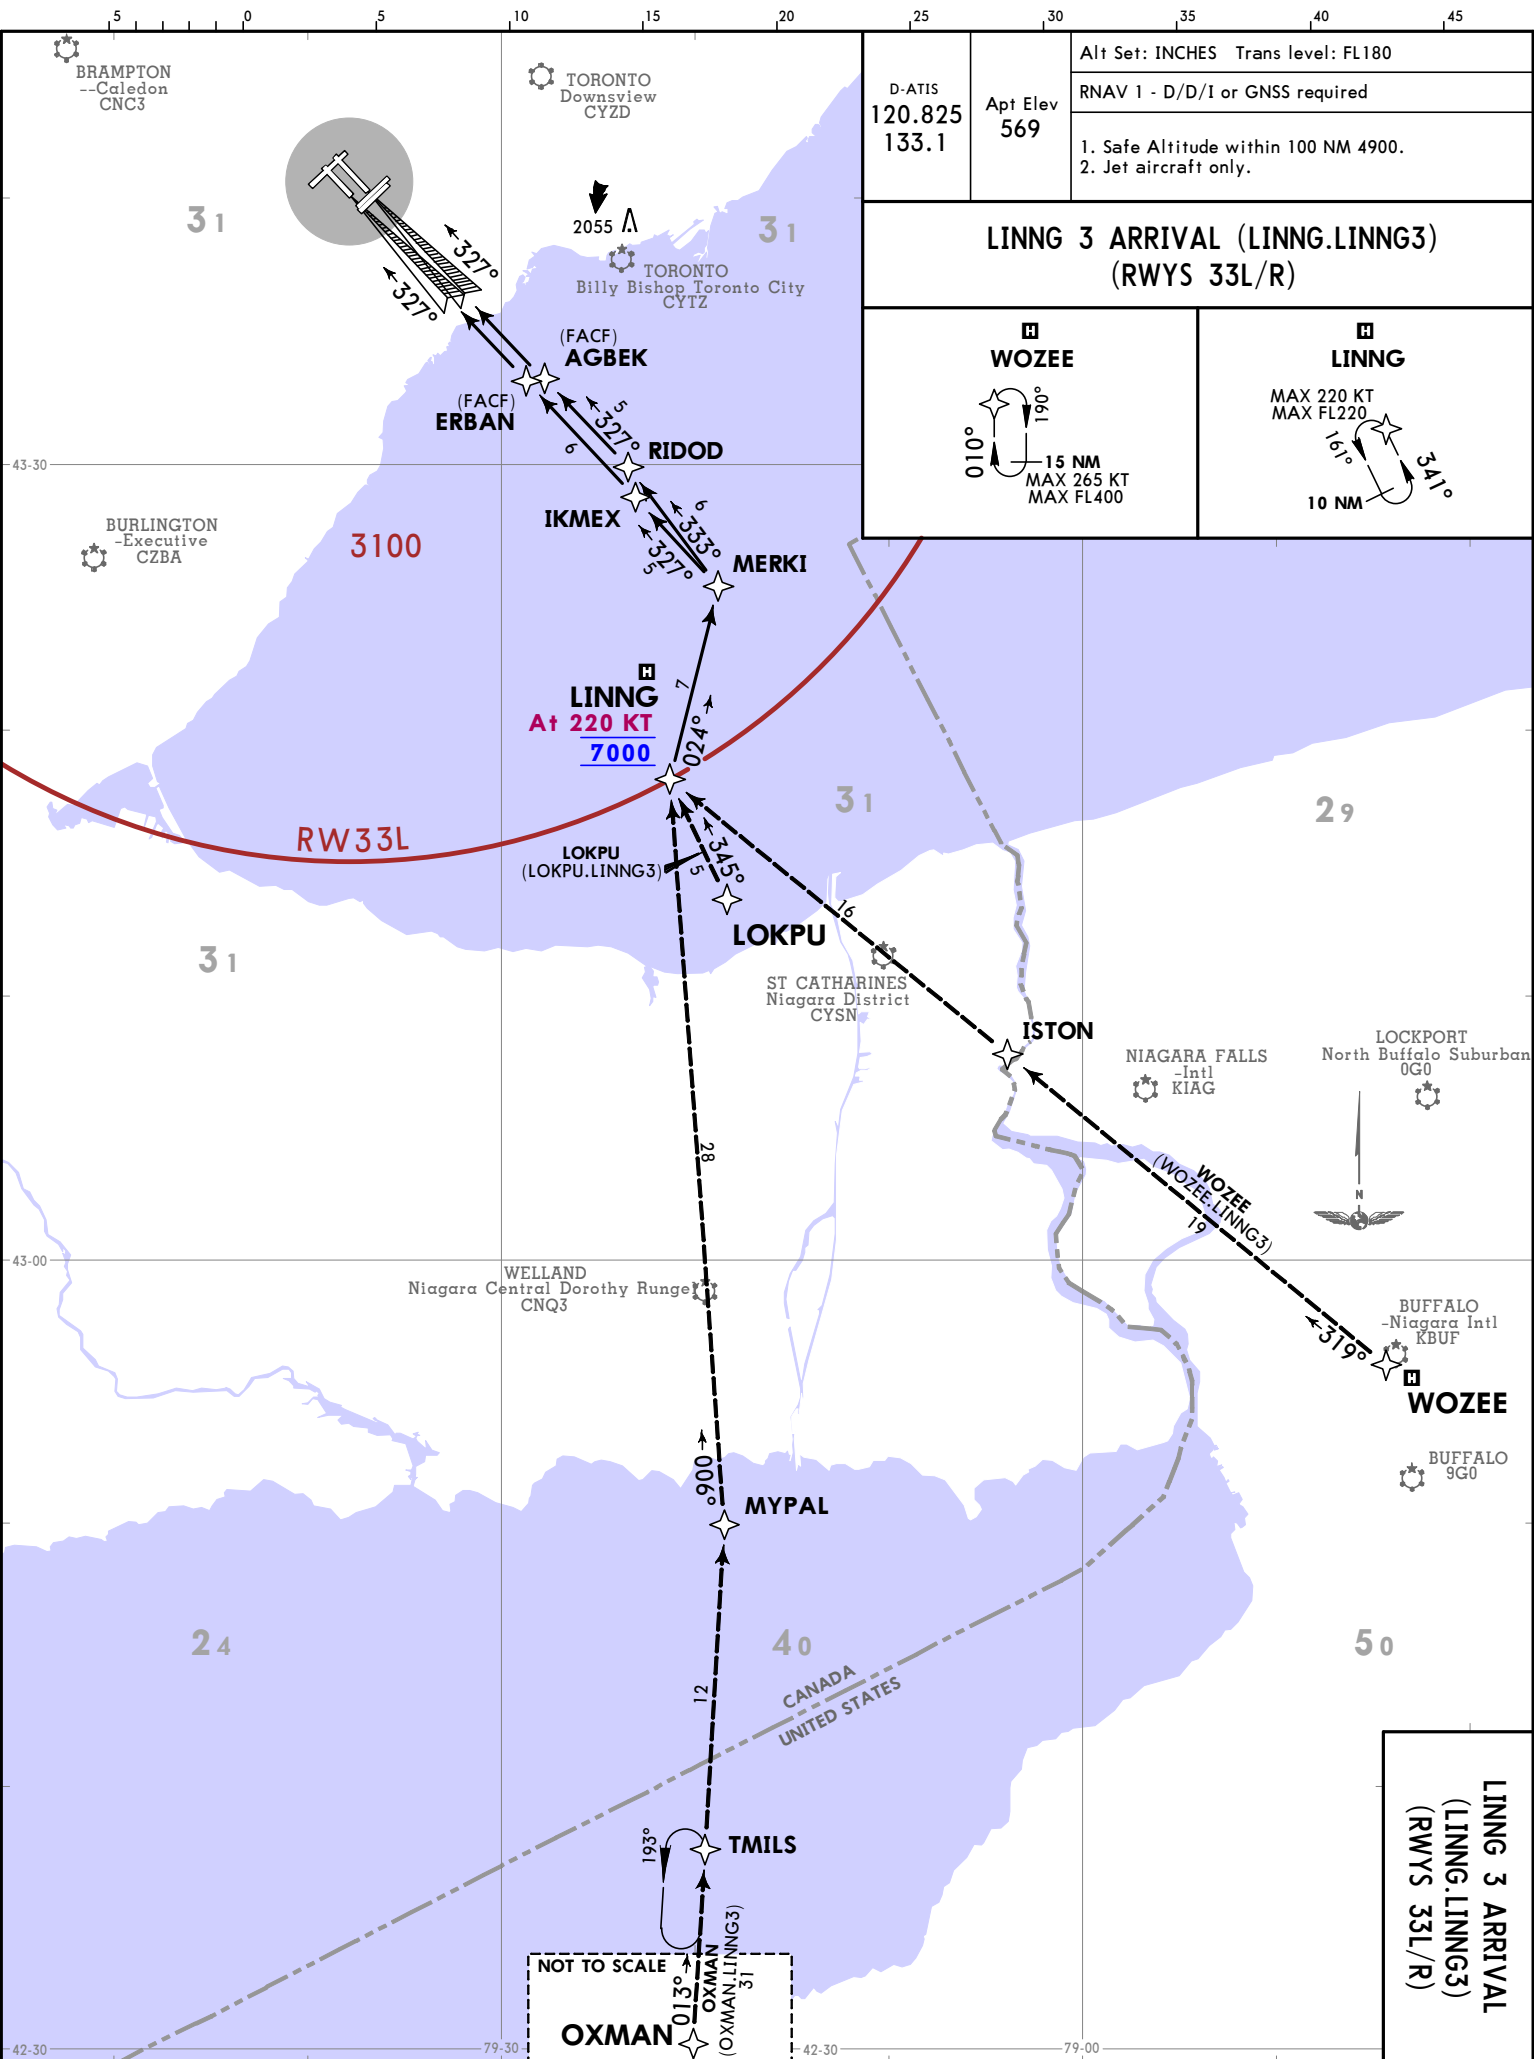 5 0 5 10 15 20 25 30 35 40 45
BRAMPTON
--Caledon
CNC3
TORONTO
Downsview
CYZD
D-ATIS
120.825
133.1
Apt Elev
569
Alt Set: INCHES Trans level: FL180
RNAV 1 - D/D/I or GNSS required
1. Safe Altitude within 100 NM 4900.
2. Jet aircraft only.
LINNG 3 ARRIVAL (LINNG.LINNG3)
(RWYS 33L/R)
WOZEE
H
010°
190°
15 NM
MAX 265 KT
MAX FL400
H
LINNG
MAX 220 KT
MAX FL220
161°
341°
10 NM
31
2055
31
TORONTO
Billy Bishop Toronto City
CYTZ
327°
327°
(FACF)
AGBEK
(FACF)
ERBAN
5
327°
6
RIDOD
43-30
IKMEX
6
333°
327°
5
MERKI
BURLINGTON
-Executive
CZBA
3100
H
LINNG
At 220 KT
7000
7
024°
31
29
RW33L
LOKPU
(LOKPU.LINNG3)
345°
5
LOKPU
16
31
ST CATHARINES
Niagara District
CYSN
ISTON
NIAGARA FALLS
-Intl
KIAG
LOCKPORT
North Buffalo Suburban
0G0
N
28
WOZEE
(WOZEE.LINNG3)
19
43-00
WELLAND
Niagara Central Dorothy Runge
CNQ3
BUFFALO
-Niagara Intl
KBUF
319°
H
WOZEE
BUFFALO
9G0
006°
MYPAL
24
40
50
12
CANADA
UNITED STATES
193°
TMILS
NOT TO SCALE
013°
OXMAN
(OXMAN.LINNG3)
31
OXMAN
42-30
79-30
42-30
79-00
LINNG 3 ARRIVAL
(LINNG.LINNG3)
(RWYS 33L/R)